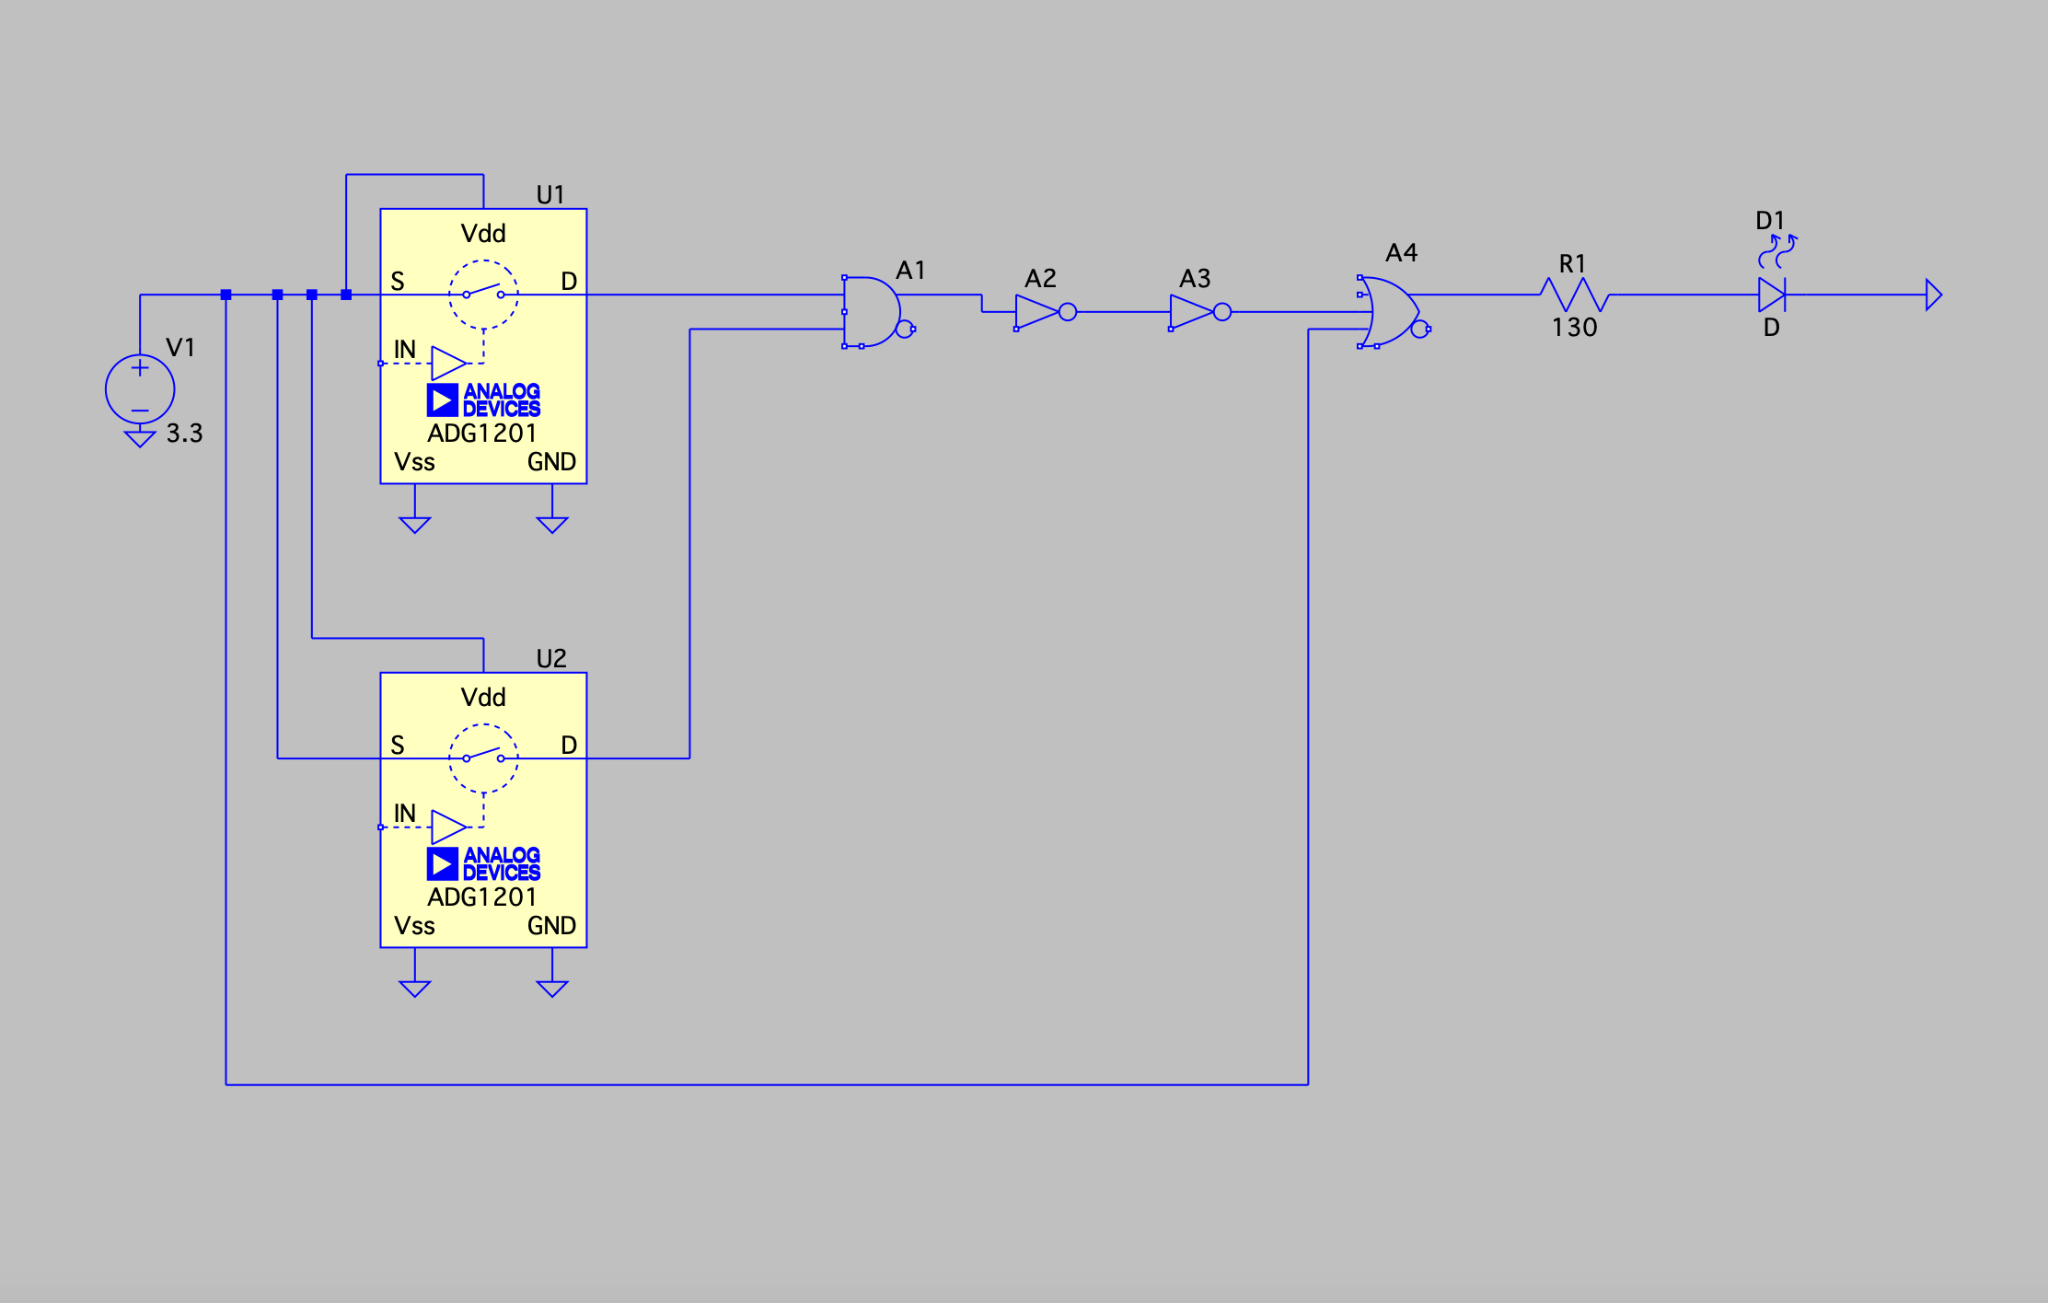 U1
Vdd
S D
IN
ANALOG
DEVICES
ADG1201
Vss GND
V1
3.3
A1
A2
A3
A4
R1
130
D1
D
U2
Vdd
S D
IN
ANALOG
DEVICES
ADG1201
Vss GND